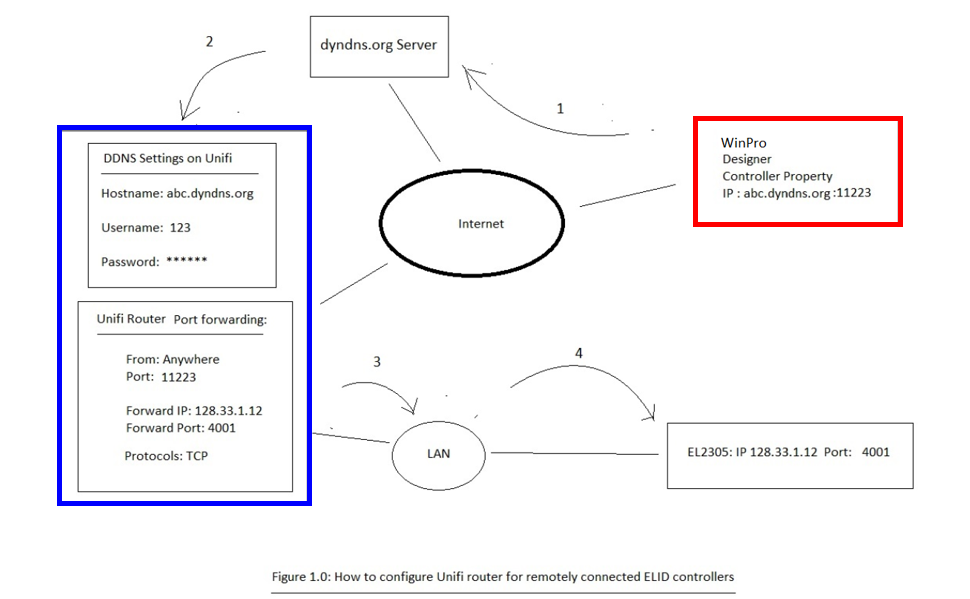 2
dyndns.org Server
1
DDNS Settings on Unifi
Hostname: abc.dyndns.org
Username: 123
Password: ******
WinPro
Designer
Controller Property
IP : abc.dyndns.org :11223
Internet
Unifi Router Port forwarding:
From: Anywhere
Port: 11223
Forward IP: 128.33.1.12
Forward Port: 4001
Protocols: TCP
3
4
LAN
EL2305: IP 128.33.1.12 Port: 4001
Figure 1.0: How to configure Unifi router for remotely connected ELID controllers